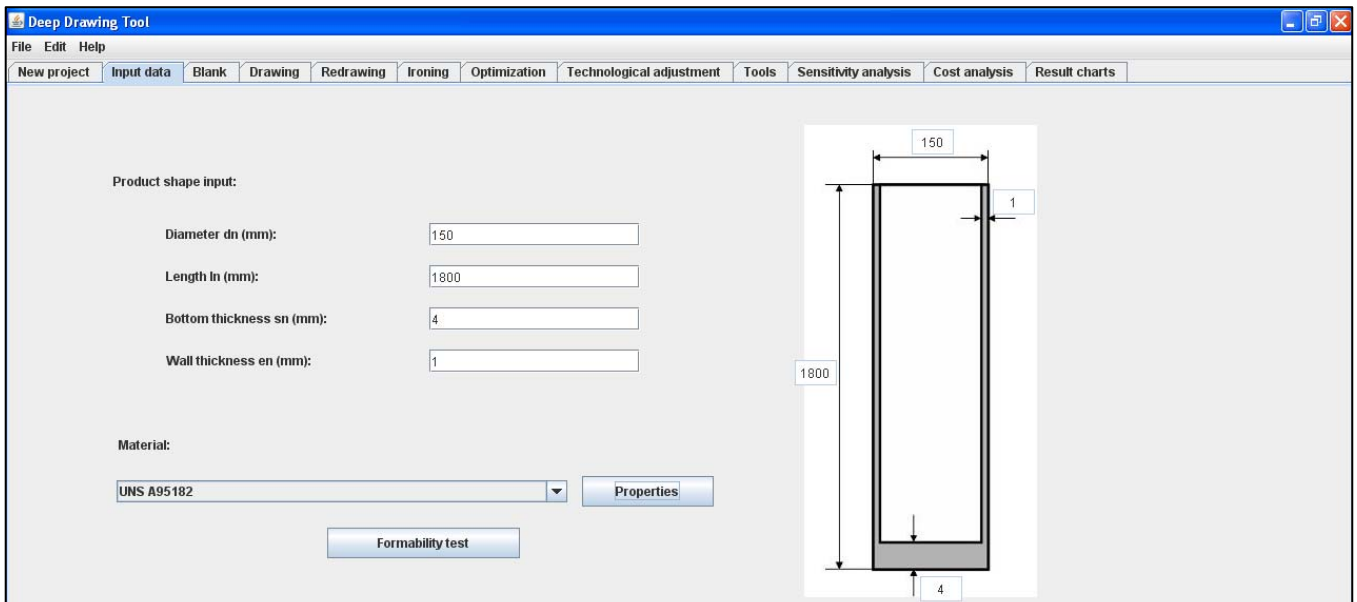 Deep Drawing Tool
File Edit Help
New project Input data Blank Drawing Redrawing Ironing Optimization Technological adjustment Tools Sensitivity analysis Cost analysis Result charts
150
Product shape input:
1
Diameter dn (mm): 150
Length ln (mm): 1800
Bottom thickness sn (mm): 4
Wall thickness en (mm): 1
1800
Material:
UNS A95182 Properties
Formability test
4